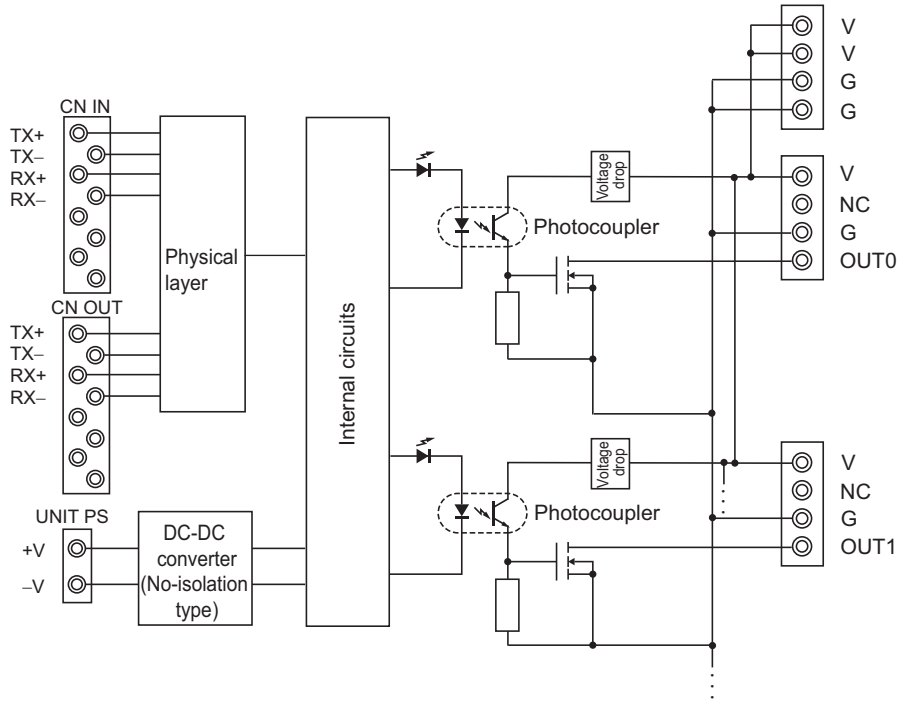 CN IN
TX+
TX−
RX+
RX−
Physical
layer
CN OUT
TX+
TX−
RX+
RX−
UNIT PS
+V
−V
DC-DC
converter
(No-isolation
type)
Internal circuits
Photocoupler
Voltage
drop
Photocoupler
Voltage
drop
V
V
G
G
V
NC
G
OUT0
V
NC
G
OUT1